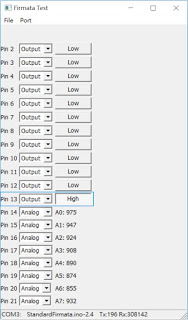 Firmata Test
File Port
Pin 2 Output Low
Pin 3 Output Low
Pin 4 Output Low
Pin 5 Output Low
Pin 6 Output Low
Pin 7 Output Low
Pin 8 Output Low
Pin 9 Output Low
Pin 10 Output Low
Pin 11 Output Low
Pin 12 Output Low
Pin 13 Output High
Pin 14 Analog A0: 975
Pin 15 Analog A1: 947
Pin 16 Analog A2: 924
Pin 17 Analog A3: 908
Pin 18 Analog A4: 890
Pin 19 Analog A5: 874
Pin 20 Analog A6: 855
Pin 21 Analog A7: 932
COM3: StandardFirmata.ino-2.4 Tx:196 Rx:308142